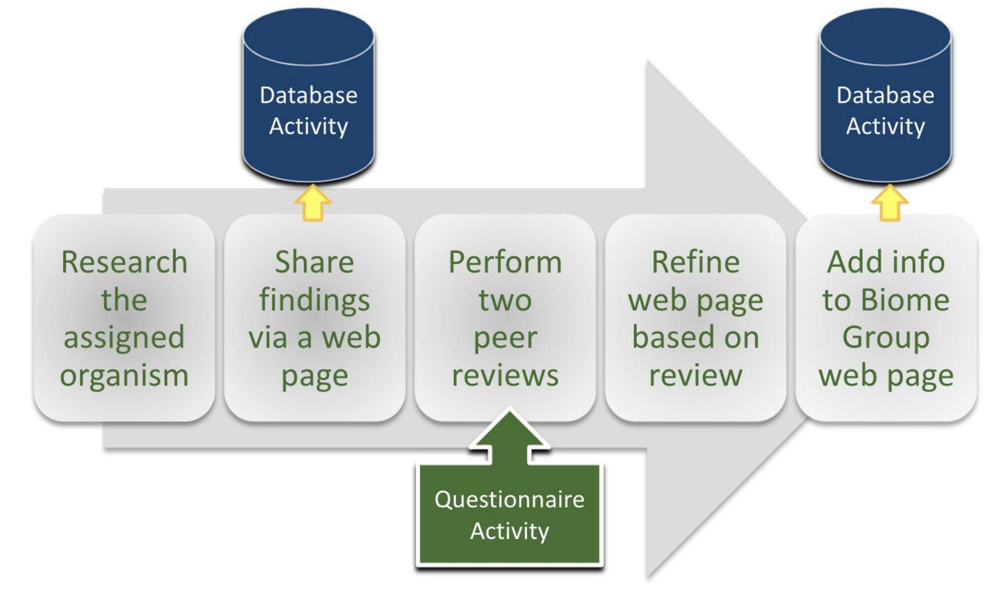 Database
Activity
Database
Activity
Research
the
assigned
organism
Share
findings
via a web
page
Perform
two
peer
reviews
Refine
web page
based on
review
Add info
to Biome
Group
web page
Questionnaire
Activity